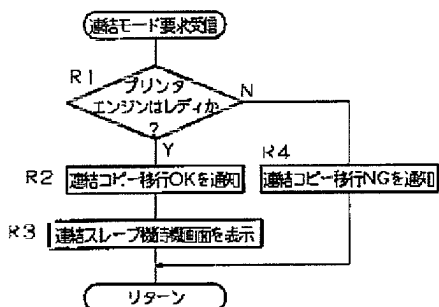 連結モード要求受信
R1
プリンタ
エンジンはレディか
?
N
Y
R2
連結コピー移行OKを通知
R4
連結コピー移行NGを通知
R3
連結スレーブ機待機画面を表示
リターン